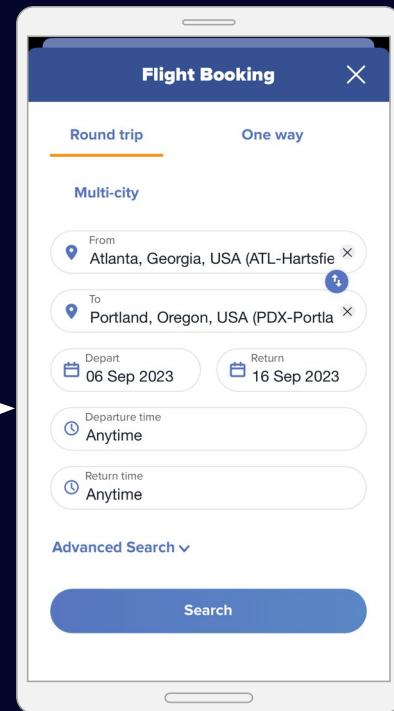 Flight Booking
Round trip
One way
Multi-city
From
Atlanta, Georgia, USA (ATL-Hartsfie
To
Portland, Oregon, USA (PDX-Portla
Depart
06 Sep 2023
Return
16 Sep 2023
Departure time
Anytime
Return time
Anytime
Advanced Search
Search